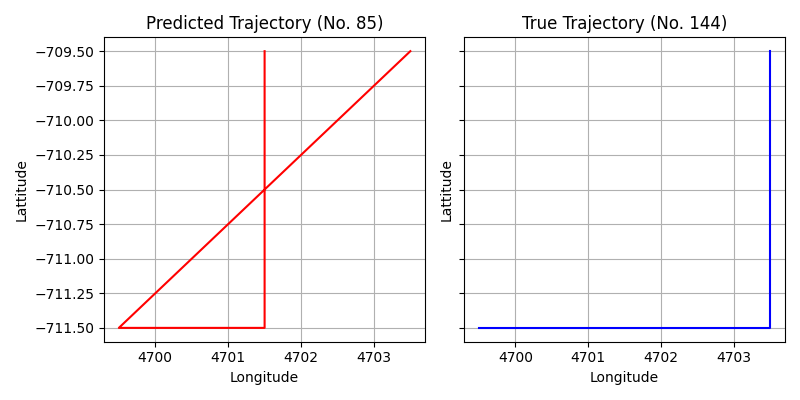 Predicted Trajectory (No. 85)
Lattitude
−709.50
−709.75
−710.00
−710.25
−710.50
−710.75
−711.00
−711.25
−711.50
4700 4701 4702 4703
Longitude
True Trajectory (No. 144)
Lattitude
4700 4701 4702 4703
Longitude